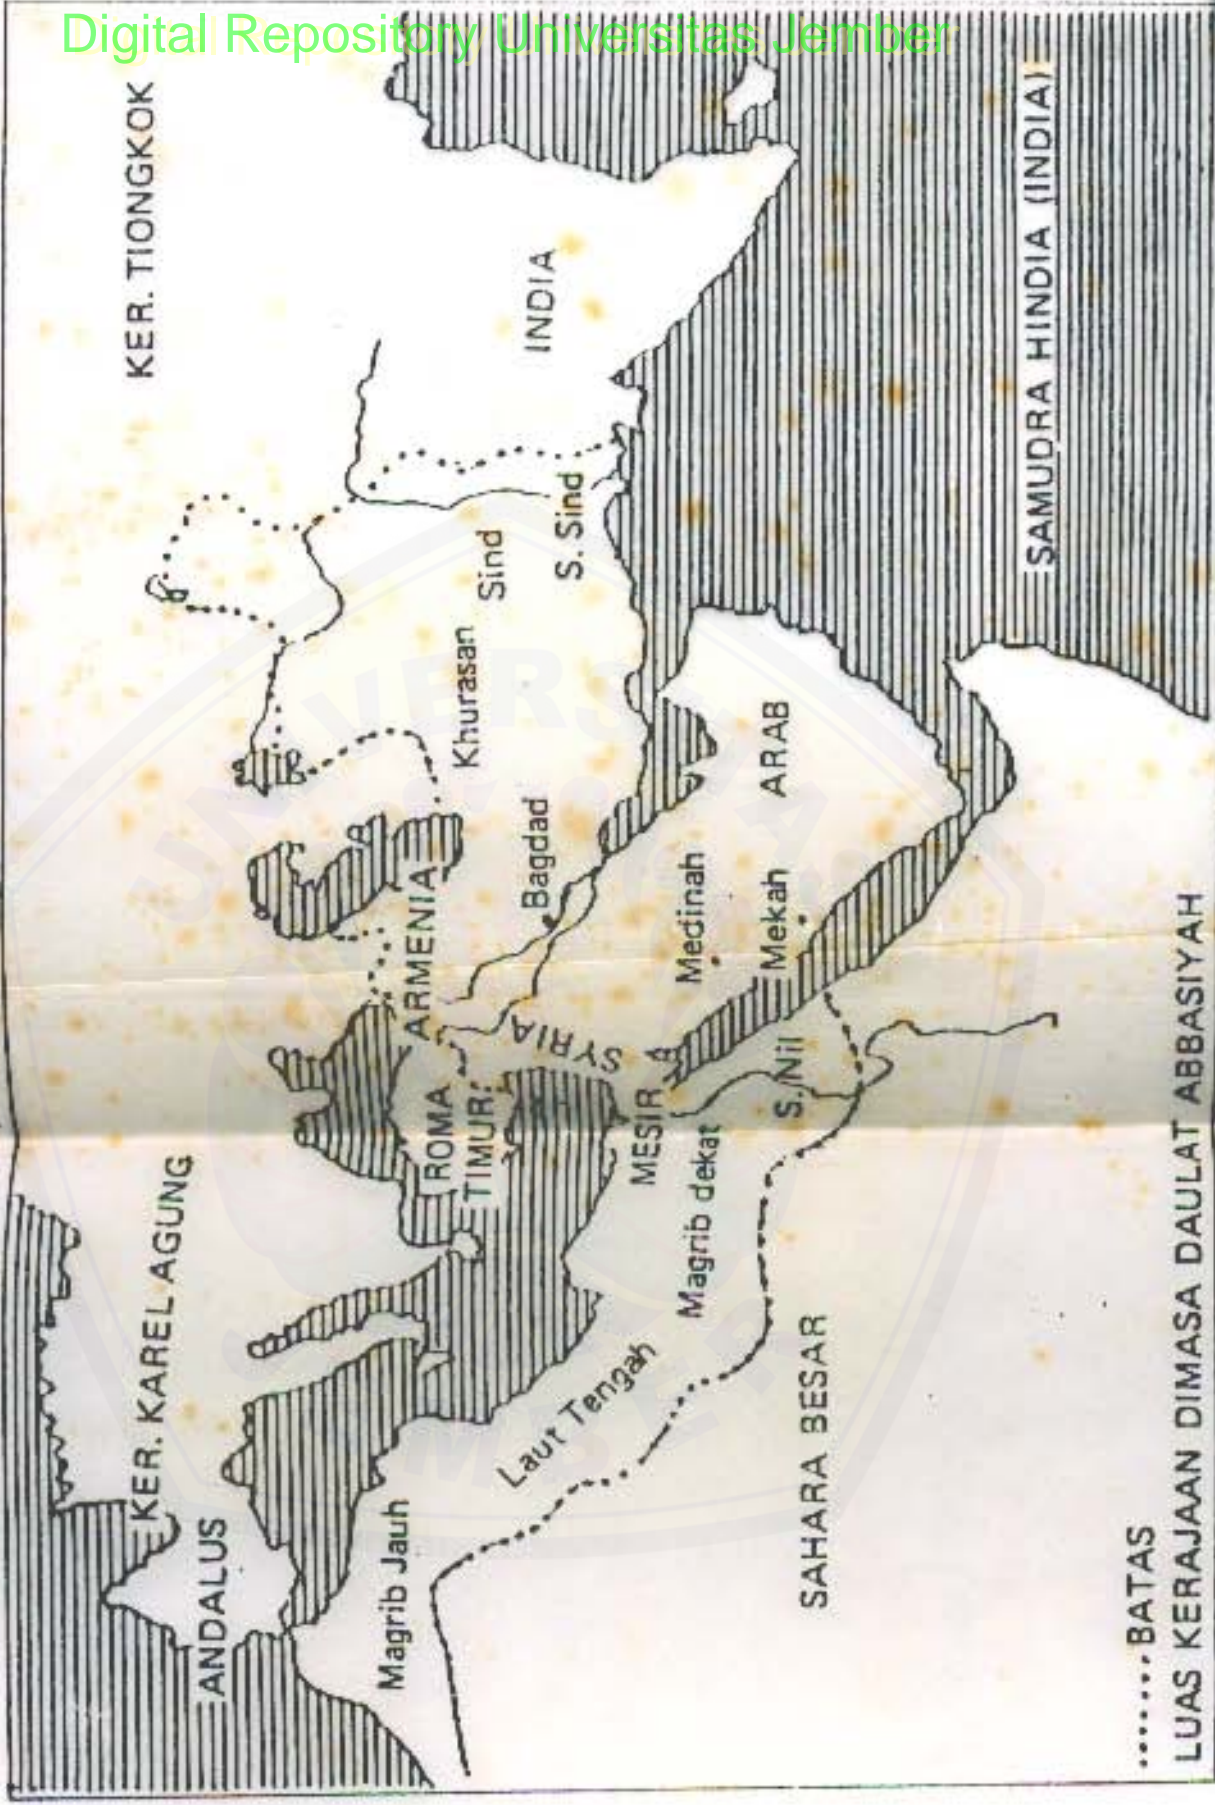 Digital Repository Universitas Jember
KER. TIONGKOK
KER. KAREL AGUNG
ANDALUS
ARMENIA
ROMA
TIMUR
SYRIA
Khurasan
Sind
S. Sind
INDIA
Bagdad
Magrib Jauh
Laut Tengah
Magrib dekat
MESIR
S. Nil
Medinah
Mekah
ARAB
SAHARA BESAR
SAMUDRA HINDIA (INDIA)
...... BATAS
LUAS KERAJAAN DIMASA DAULAT ABBASIYAH
UNIVERSITAS
JEMBER